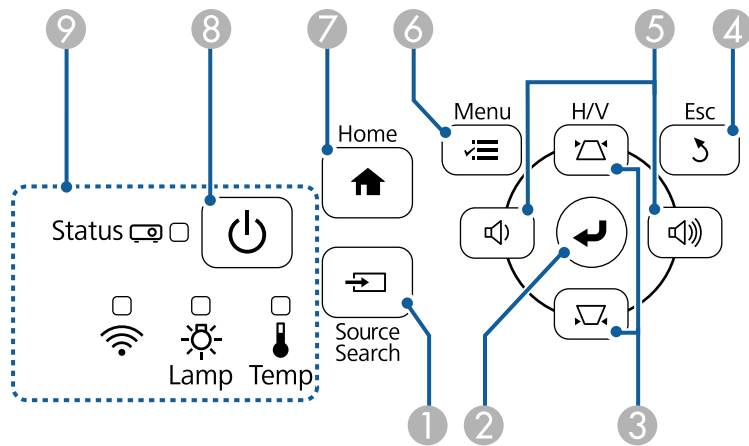 9 8 7 6 5 4
Menu H/V Esc
Home
Status
Source
Search
Lamp Temp
1 2 3